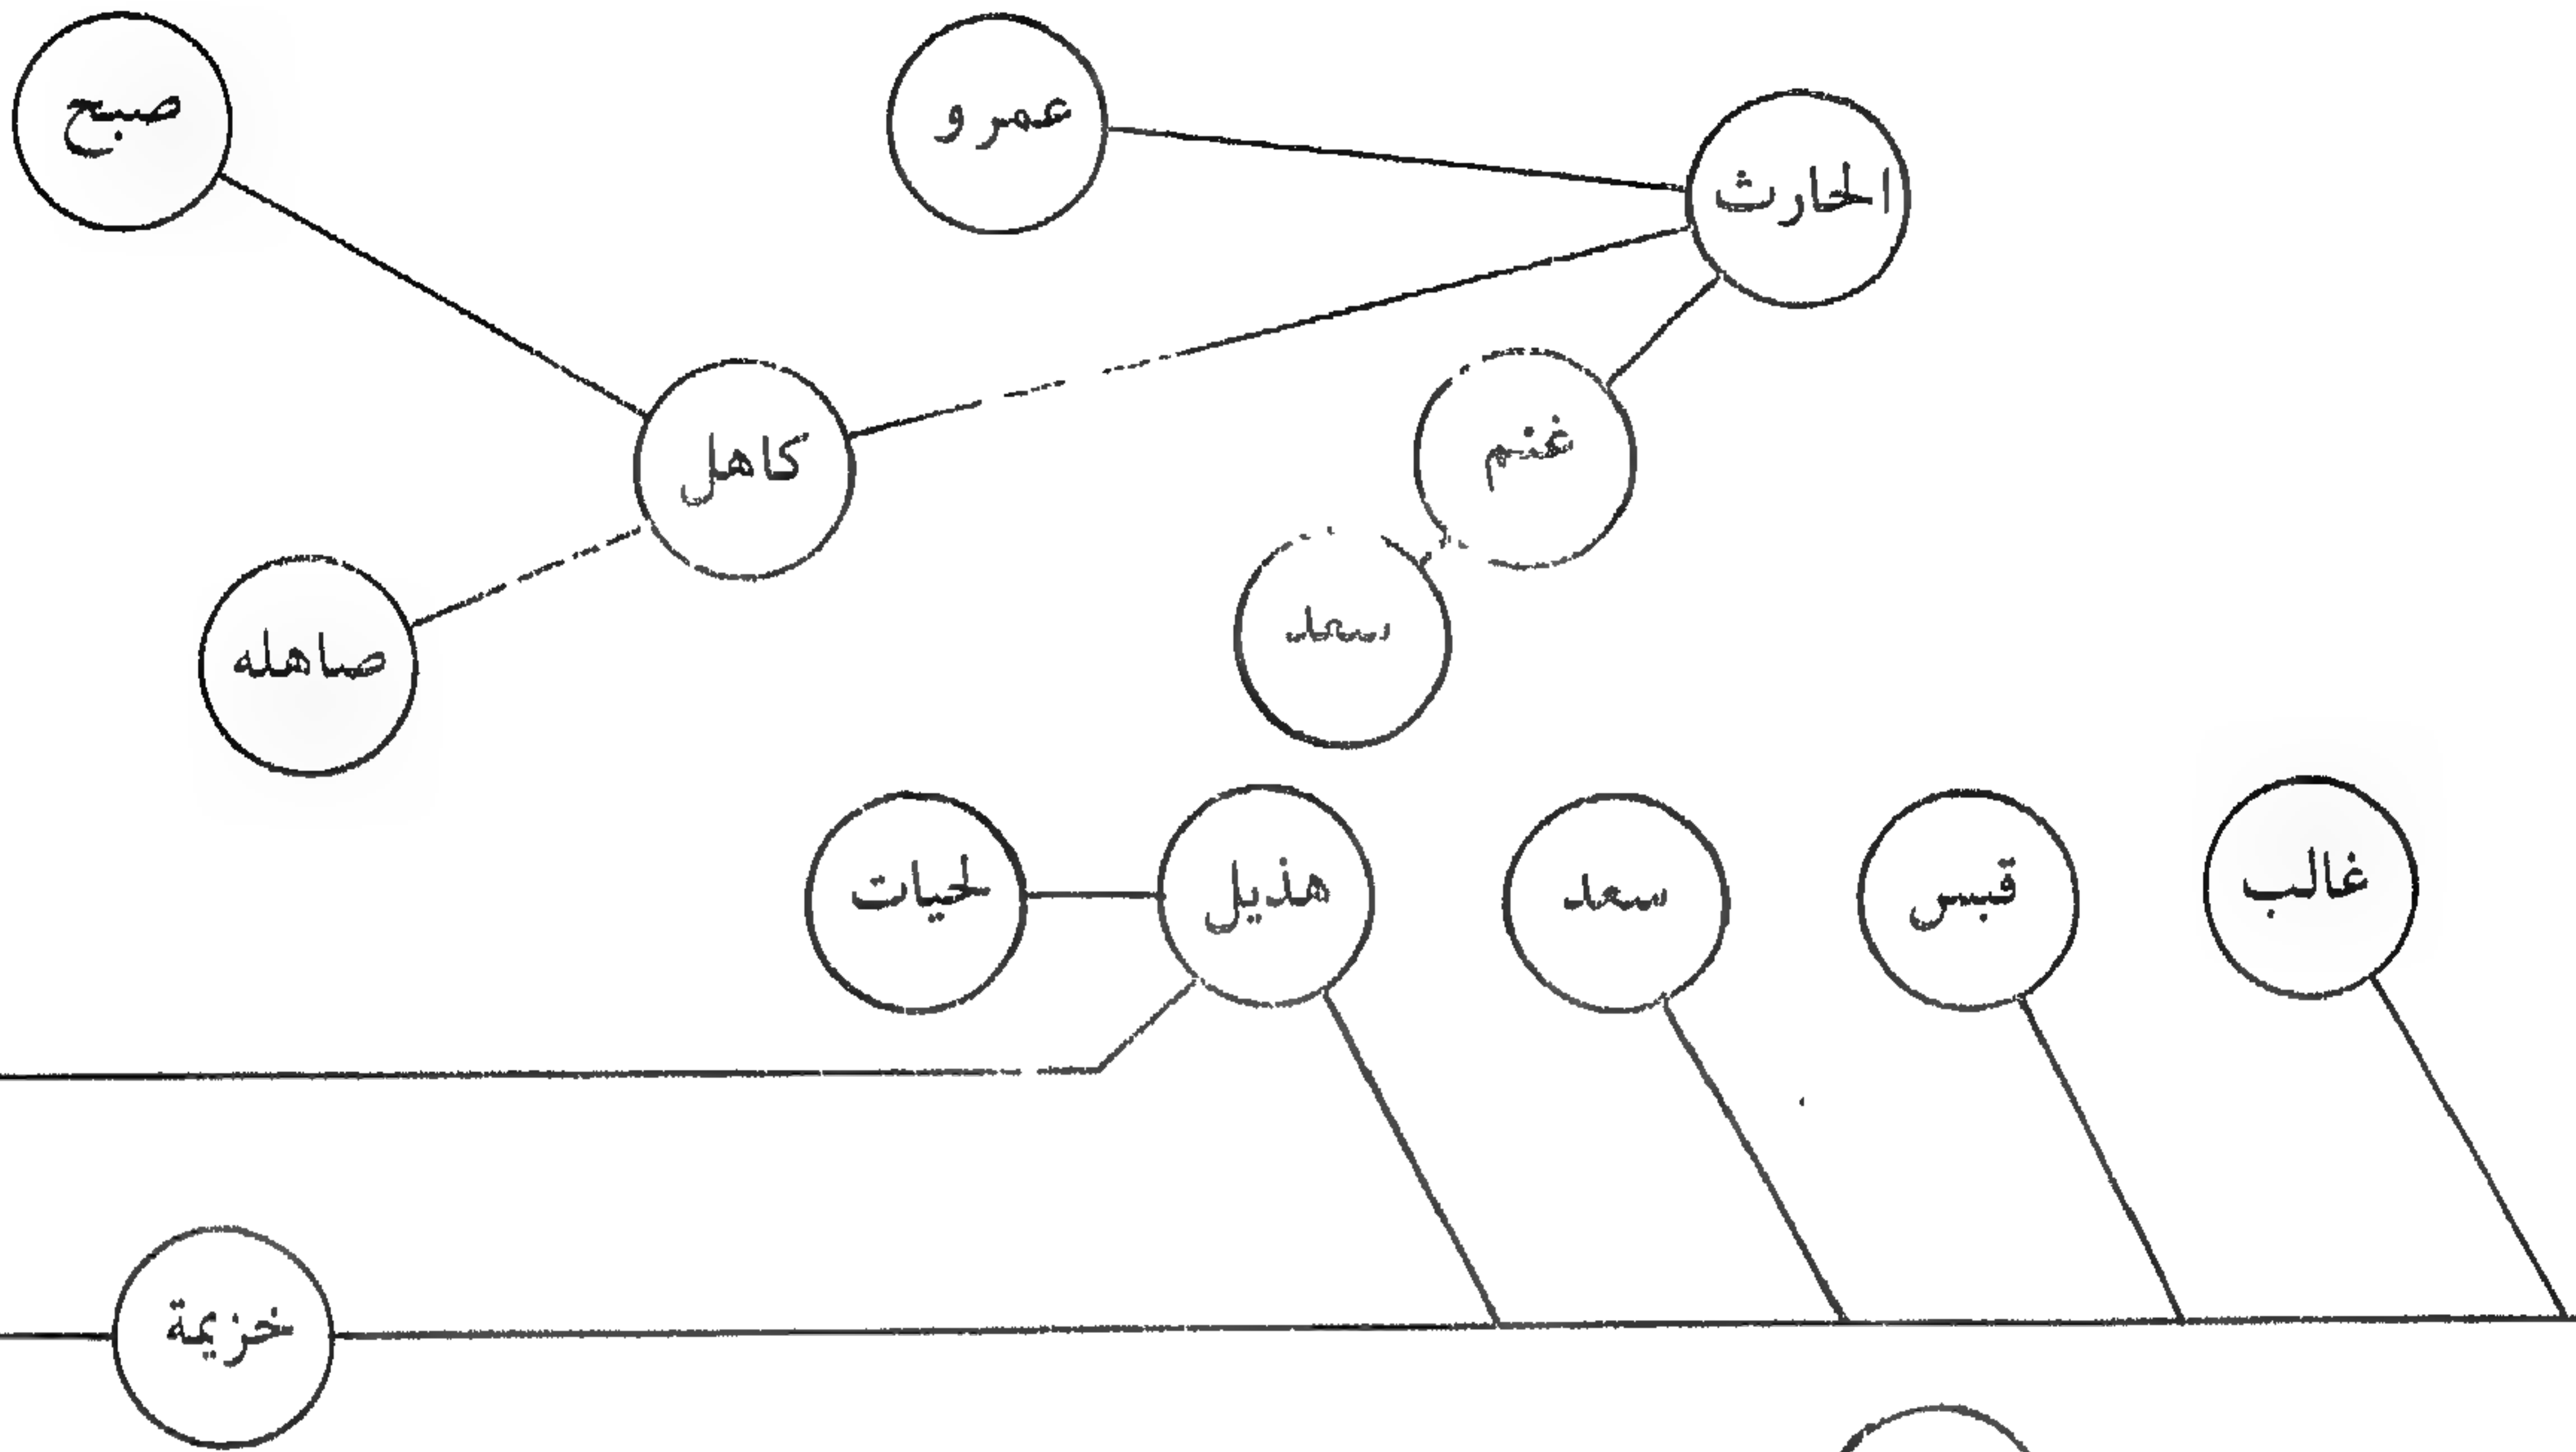 الحارث
عمرو
صبح
غنم
كاهل
سعد
صاهله
غالب
قبس
سعد
هذيل
لحيات
خزيمة